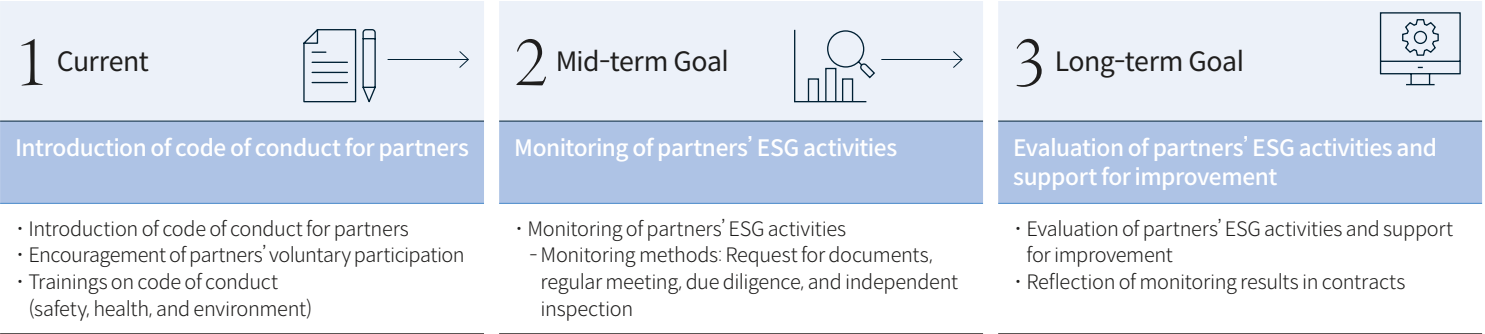 1 Current
Introduction of code of conduct for partners
· Introduction of code of conduct for partners
· Encouragement of partners’ voluntary participation
· Trainings on code of conduct
(safety, health, and environment)
2 Mid-term Goal
Monitoring of partners’ ESG activities
· Monitoring of partners’ ESG activities
- Monitoring methods: Request for documents,
regular meeting, due diligence, and independent
inspection
3 Long-term Goal
Evaluation of partners’ ESG activities and
support for improvement
· Evaluation of partners’ ESG activities and support
for improvement
· Reflection of monitoring results in contracts